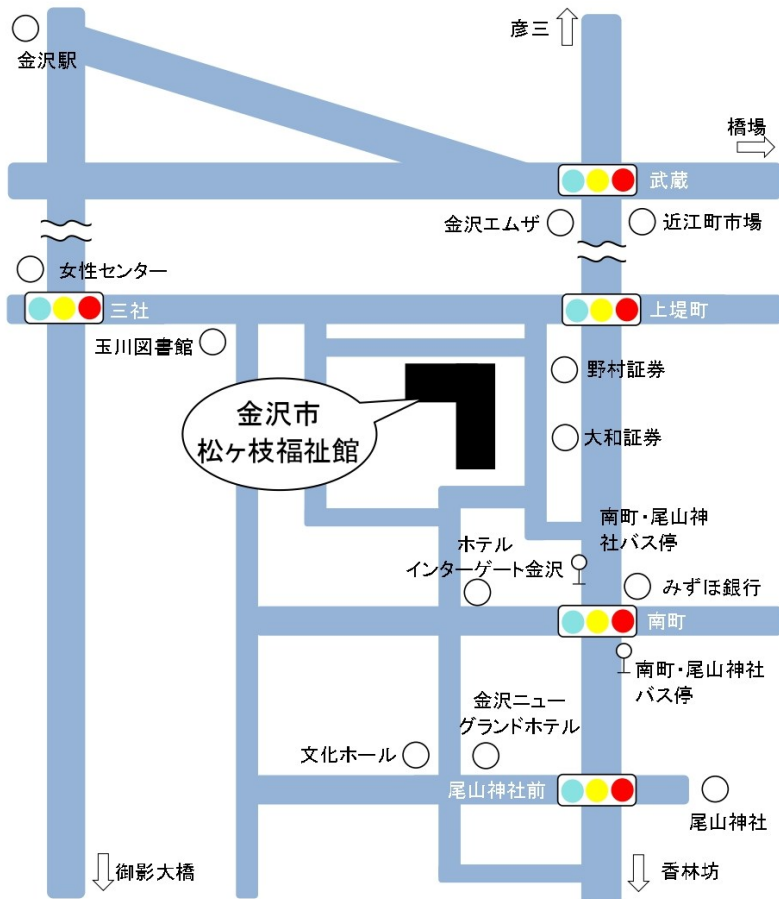 彦三
金沢駅
橋場
武蔵
金沢エムザ
近江町市場
女性センター
三社
上堤町
玉川図書館
野村証券
金沢市
松ヶ枝福祉館
大和証券
南町・尾山神
社バス停
ホテル
インターゲート金沢
みずほ銀行
南町
南町・尾山神社
バス停
金沢ニュー
グランドホテル
文化ホール
尾山神社前
尾山神社
御影大橋
香林坊